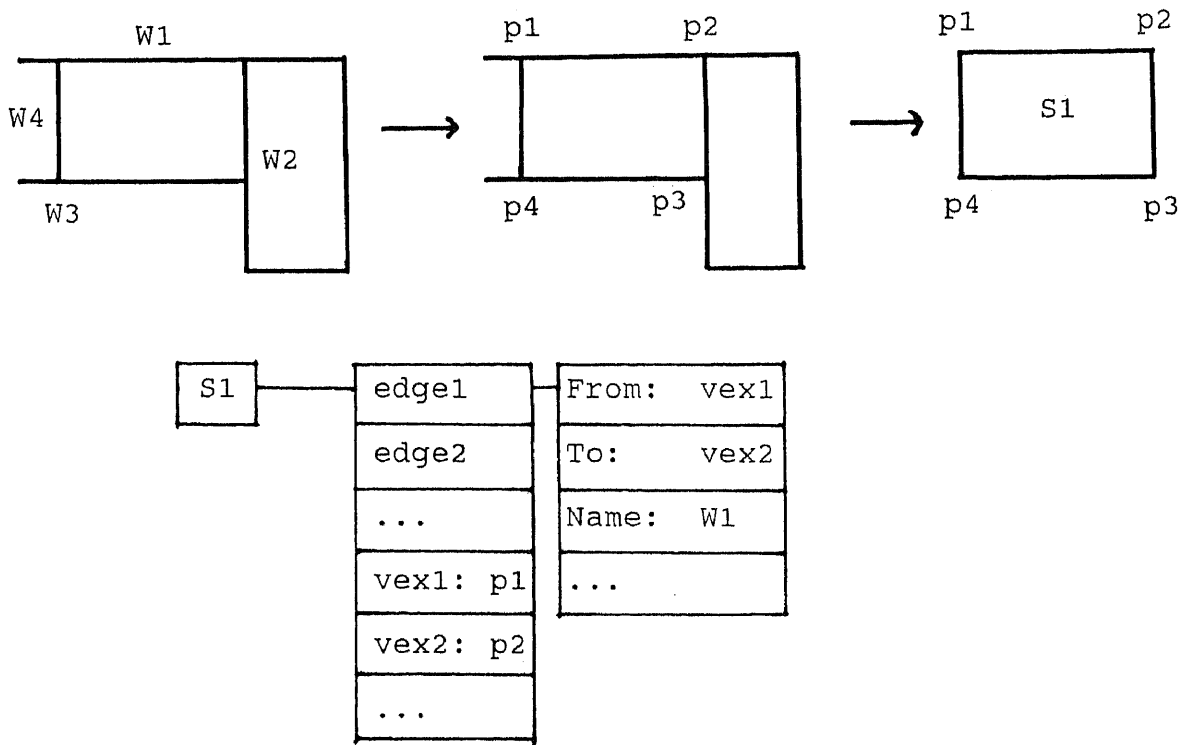 W1
W4
W2
W3
p1 p2
p4 p3
p1 p2
S1
p4 p3
S1
edge1
edge2
...
vex1: p1
vex2: p2
...
From: vex1
To: vex2
Name: W1
...